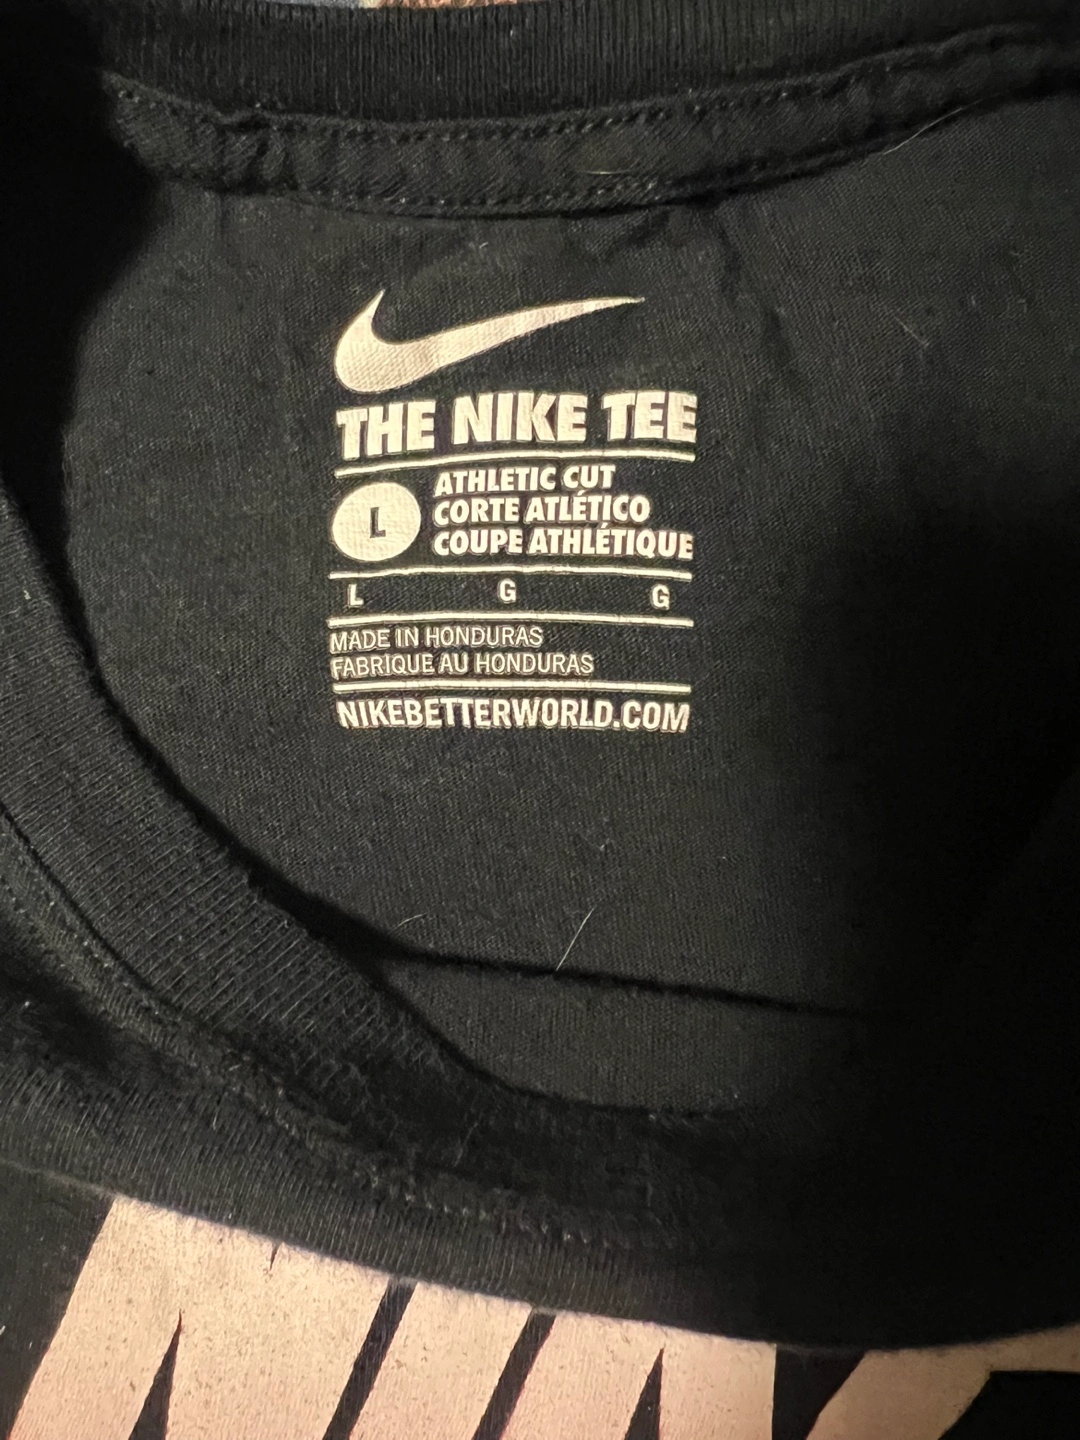 THE NIKE TEE
L
ATHLETIC CUT
CORTE ATLÉTICO
COUPE ATHLÉTIQUE
L G G
MADE IN HONDURAS
FABRIQUE AU HONDURAS
NIKEBETTERWORLD.COM